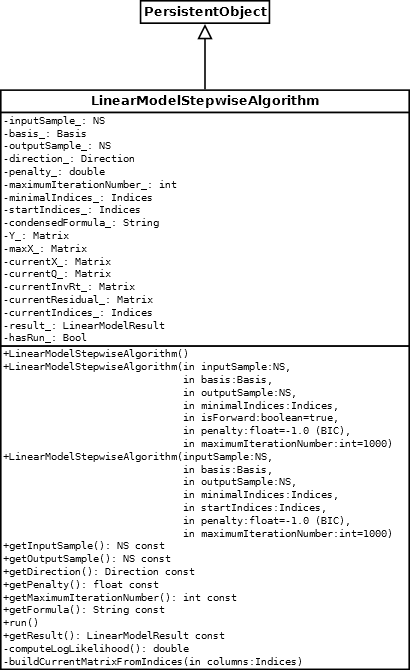 PersistentObject
LinearModelStepwiseAlgorithm
-inputSample_: NS
-basis_: Basis
-outputSample_: NS
-direction_: Direction
-penalty_: double
-maximumIterationNumber_: int
-minimalIndices_: Indices
-startIndices_: Indices
-condensedFormula_: String
-Y_: Matrix
-maxX_: Matrix
-currentX_: Matrix
-currentQ_: Matrix
-currentInvRt_: Matrix
-currentResidual_: Matrix
-currentIndices_: Indices
-result_: LinearModelResult
-hasRun_: Bool
+LinearModelStepwiseAlgorithm()
+LinearModelStepwiseAlgorithm(in inputSample:NS,
in basis:Basis,
in outputSample:NS,
in minimalIndices:Indices,
in isForward:boolean=true,
in penalty:float=-1.0 (BIC),
in maximumIterationNumber:int=1000)
+LinearModelStepwiseAlgorithm(inputSample:NS,
in basis:Basis,
in outputSample:NS,
in minimalIndices:Indices,
in startIndices:Indices,
in penalty:float=-1.0 (BIC),
in maximumIterationNumber:int=1000)
+getInputSample(): NS const
+getOutputSample(): NS const
+getDirection(): Direction const
+getPenalty(): float const
+getMaximumIterationNumber(): int const
+getFormula(): String const
+run()
+getResult(): LinearModelResult const
-computeLogLikelihood(): double
-buildCurrentMatrixFromIndices(in columns:Indices)